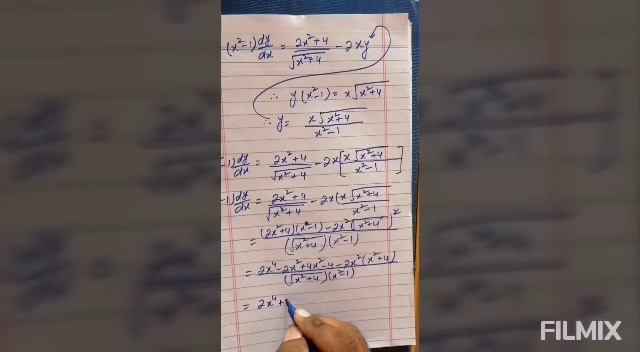 (x²-1) dy/dx = (2x²+4)/√(x²+4) - 2xy
∴ y(x²-1) = x√(x²+4)
∴ y = x√(x²+4)/(x²-1)
-1) dy/dx = (2x²+4)/√(x²+4) - 2x[x√(x²+4)/(x²-1)]
-1) dy/dx = (2x²+4)/√(x²+4) - 2x(x√(x²+4)/(x²-1)
= (2x²+4)(x²-1) - 2x²(√(x²+4))²/(√(x²+4))(x²-1)
= 2x⁴-2x²+4x²-4-2x²(x²+4)/(√(x²+4))(x²-1)
= 2x⁴+
FILMIX